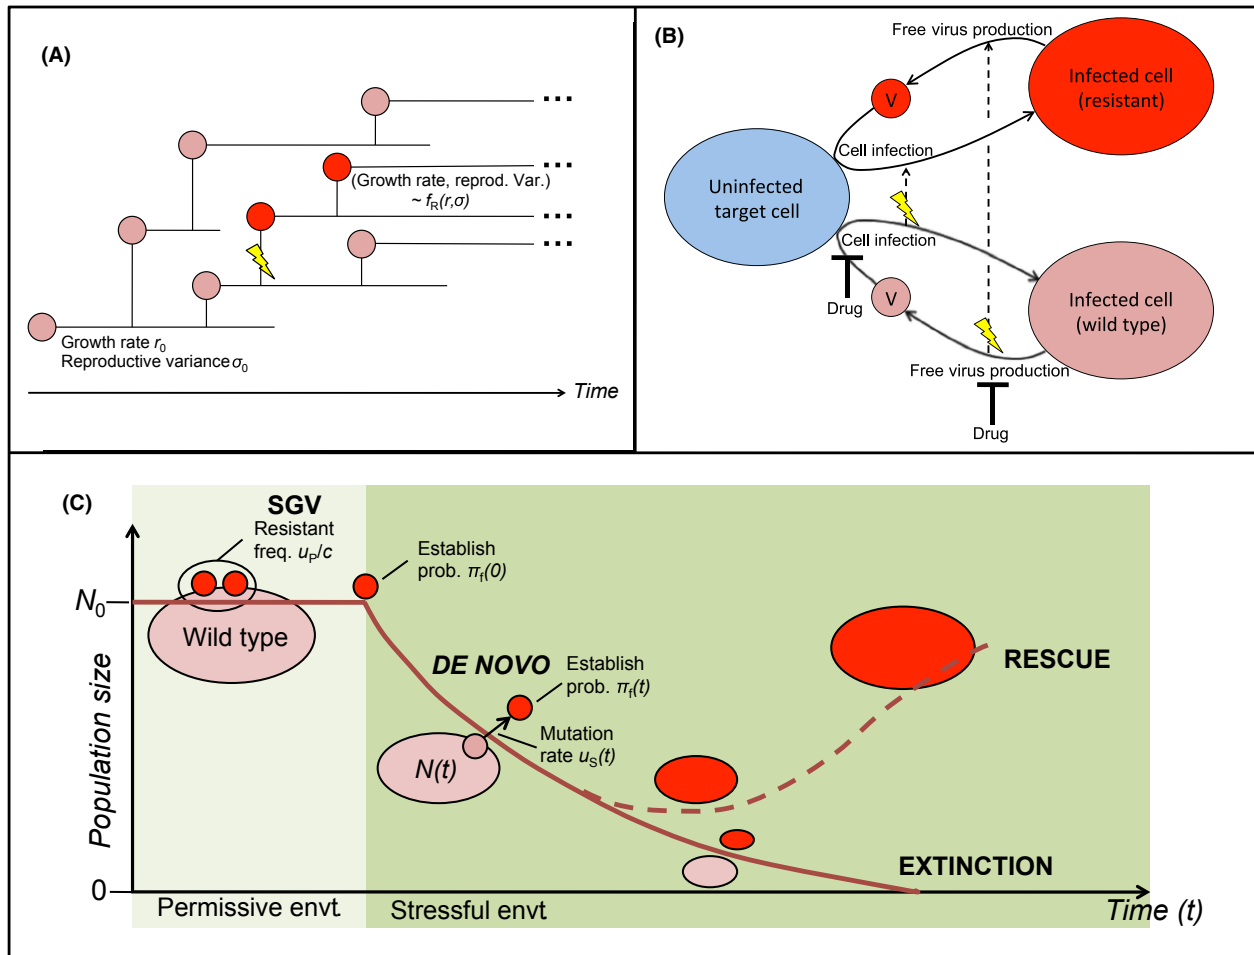 (A)
(Growth rate, reprod. Var.)
~ fR(r,σ)
Growth rate r0
Reproductive variance σ0
Time
(B)
Free virus production
Infected cell
(resistant)
V
Cell infection
Uninfected
target cell
Cell infection
Drug
V
Infected cell
(wild type)
Free virus production
Drug
(C)
SGV
Resistant
freq. uP/c
Establish
prob. πf(0)
N0
Wild type
DE NOVO
Establish
prob. πf(t)
Mutation
rate uS(t)
N(t)
RESCUE
EXTINCTION
Population size
0
Permissive envt.
Stressful envt.
Time (t)